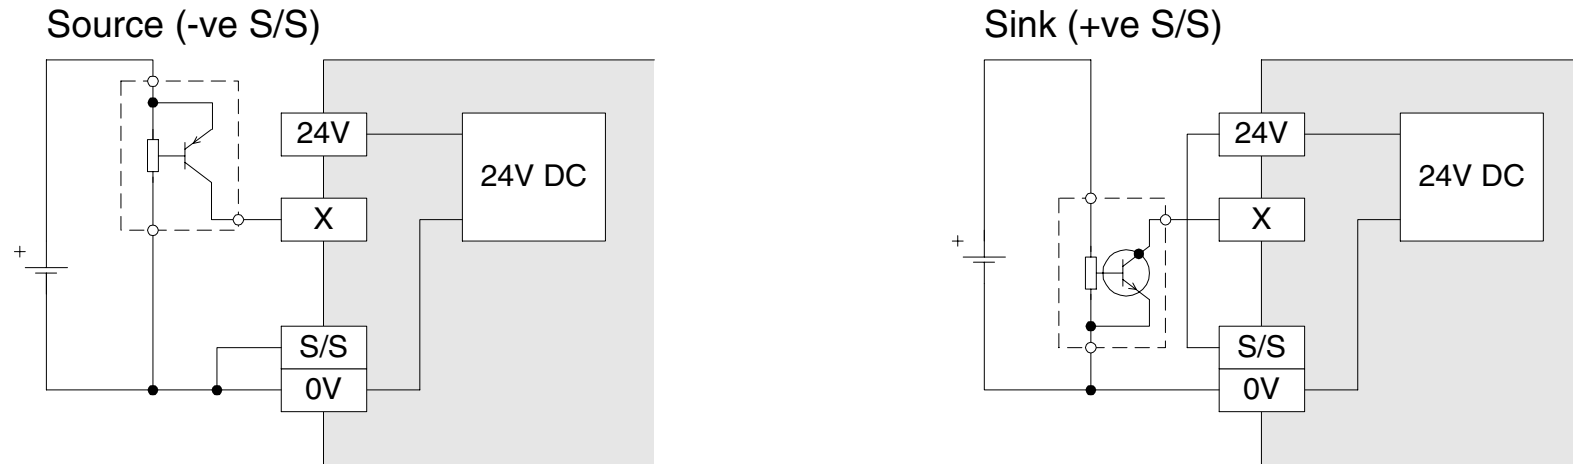 Source (-ve S/S)
24V
24V DC
X
+
S/S
0V
Sink (+ve S/S)
24V
24V DC
X
+
S/S
0V